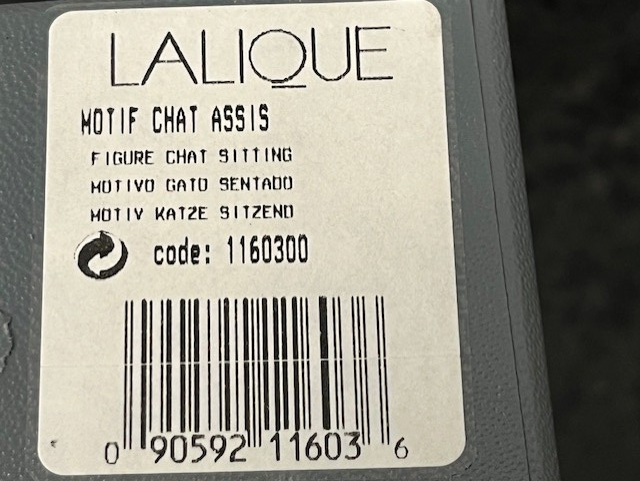 LALIQUE
MOTIF CHAT ASSIS
FIGURE CHAT SITTING
MOTIVO GATO SENTADO
MOTIV KATZE SITZEND
code: 1160300
0 90592 11603 6